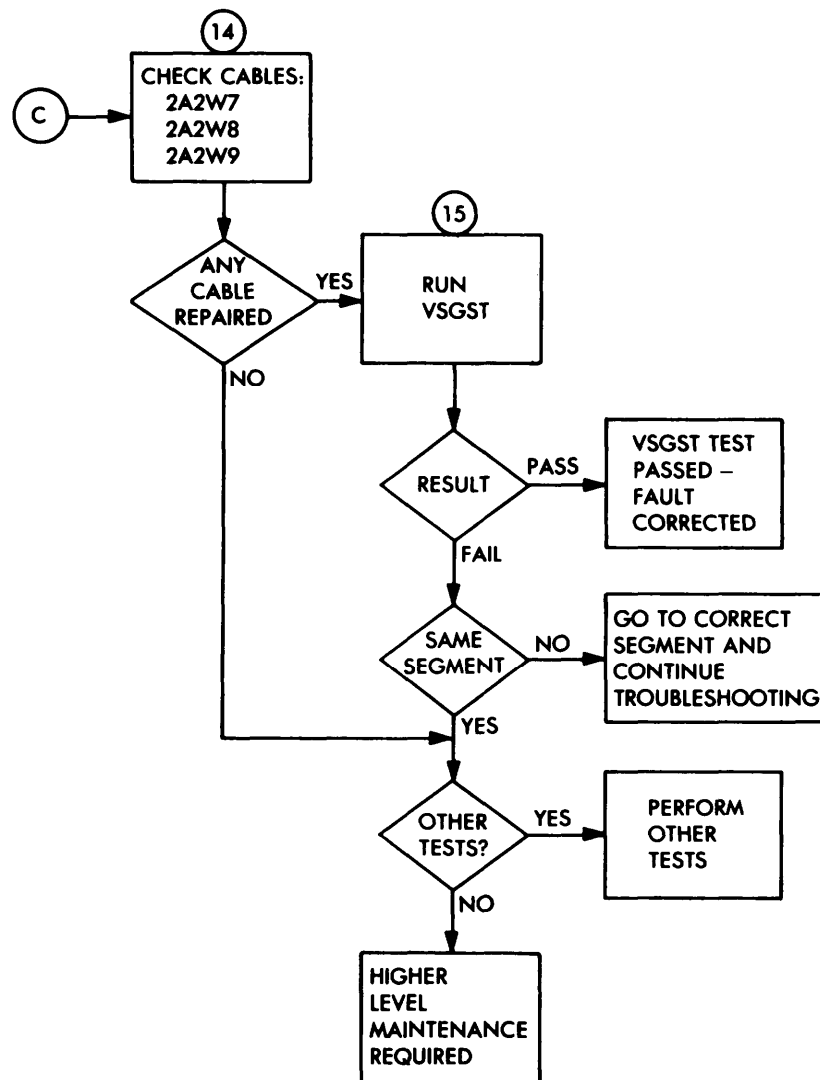 14
CHECK CABLES:
2A2W7
2A2W8
2A2W9
C
15
ANY
CABLE
REPAIRED
YES
RUN
VSGST
NO
RESULT
PASS
VSGST TEST
PASSED –
FAULT
CORRECTED
FAIL
SAME
SEGMENT
NO
GO TO CORRECT
SEGMENT AND
CONTINUE
TROUBLESHOOTING
YES
OTHER
TESTS?
YES
PERFORM
OTHER
TESTS
NO
HIGHER
LEVEL
MAINTENANCE
REQUIRED